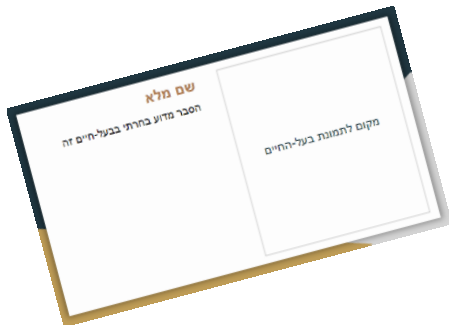 שם מלא
הסבר מדוע בחרתי בבעל-חיים זה
מקום לתמונת בעל-החיים